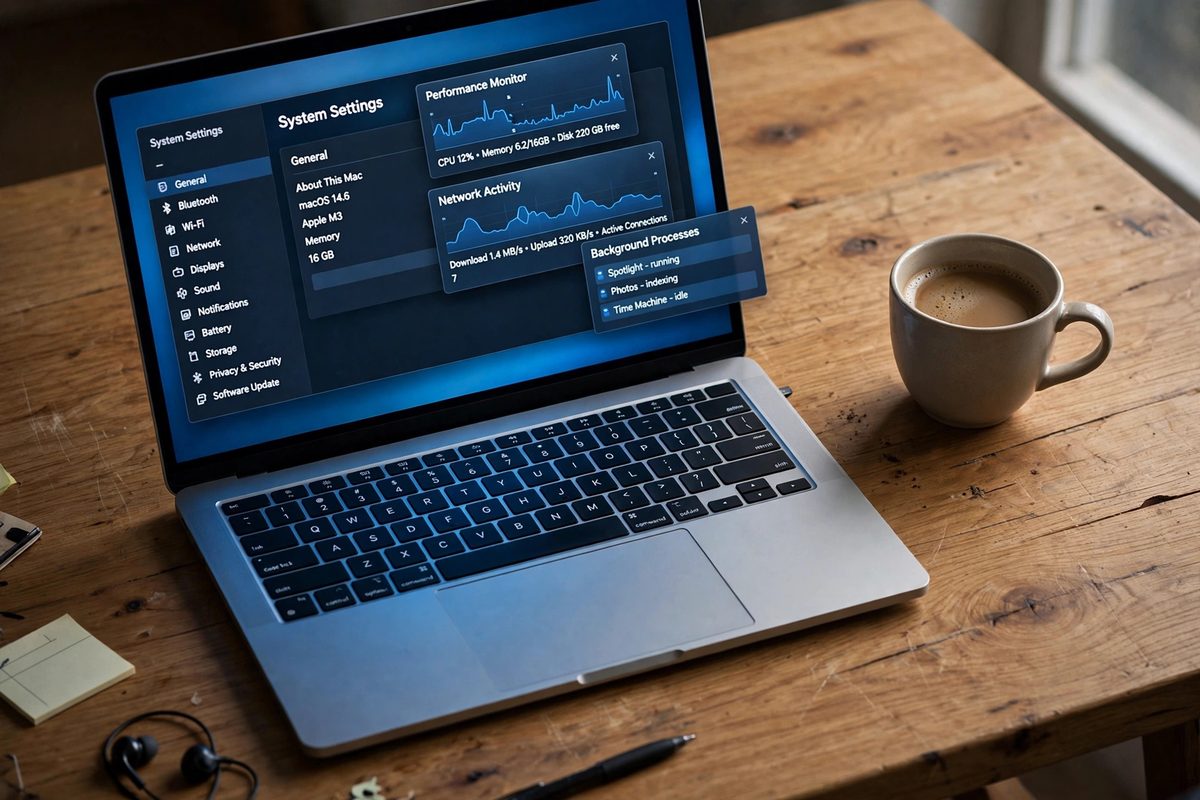 System Settings
General
Bluetooth
Wi-Fi
Network
Displays
Sound
Notifications
Battery
Storage
Privacy & Security
Software Update
System Settings
General
About This Mac
macOS 14.6
Apple M3
Memory
16 GB
Performance Monitor
CPU 12% • Memory 6.2/16GB • Disk 220 GB free
Network Activity
Download 1.4 MB/s • Upload 320 KB/s • Active Connections
7
Background Processes
Spotlight - running
Photos - indexing
Time Machine - idle
Q W E R T Y U I O P
A S D F G H J K L
Z X C V B N M
command
command